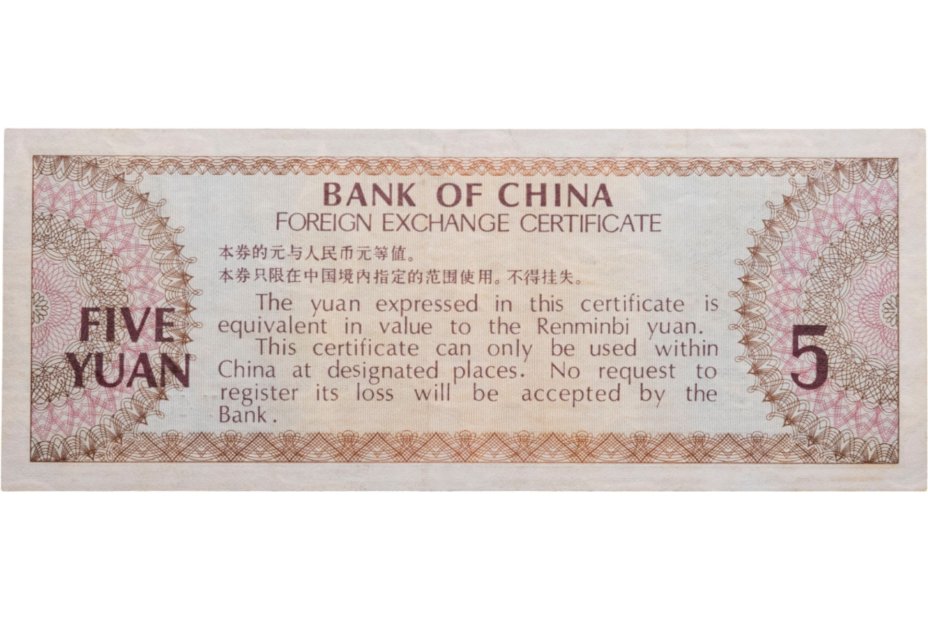 BANK OF CHINA
FOREIGN EXCHANGE CERTIFICATE
本券的元与人民币元等值。
本券只限在中国境内指定的范围使用。不得挂失。
The yuan expressed in this certificate is
equivalent in value to the Renminbi yuan.
This certificate can only be used within
China at designated places. No request to
register its loss will be accepted by the
Bank.
FIVE
YUAN
5